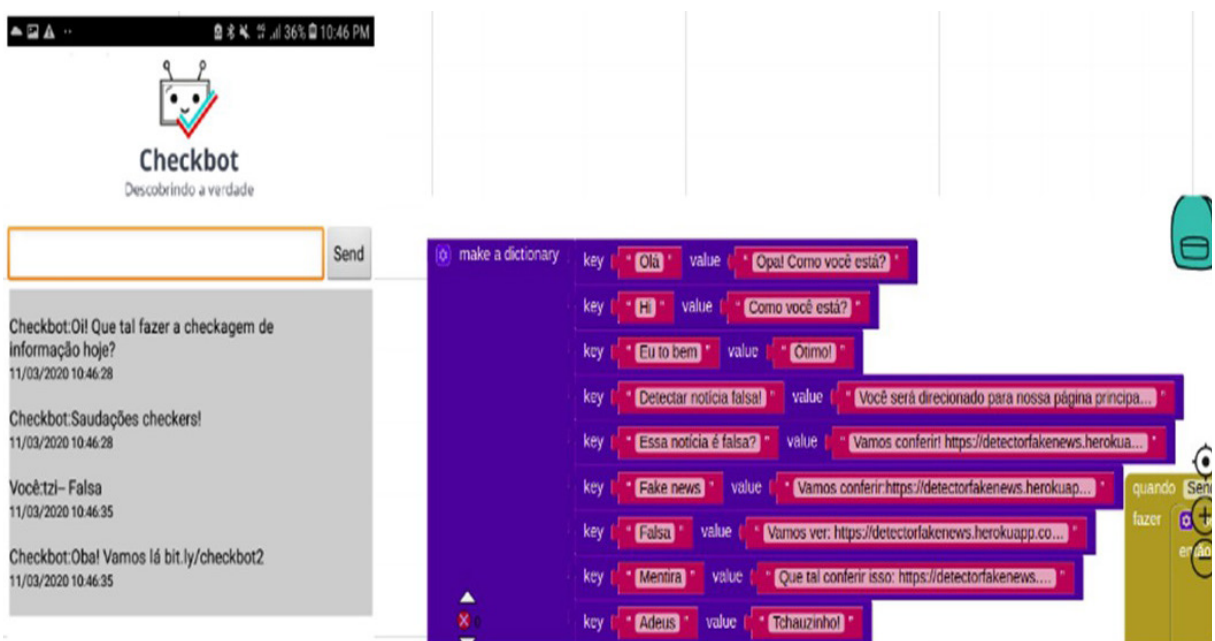 36% 10:46 PM
Checkbot
Descobrindo a verdade
Send
Checkbot:Oi! Que tal fazer a checkagem de
informação hoje?
11/03/2020 10:46:28
Checkbot:Saudações checkers!
11/03/2020 10:46:28
Você:tzi– Falsa
11/03/2020 10:46:35
Checkbot:Oba! Vamos lá bit.ly/checkbot2
11/03/2020 10:46:35
make a dictionary key " Olá " value " Opa! Como você está? "
key " Hi " value " Como você está? "
key " Eu to bem " value " Ótimo! "
key " Detectar notícia falsa! " value " Você será direcionado para nossa página principa... "
key " Essa notícia é falsa? " value " Vamos conferir! https://detectorfakenews.herokua... "
key " Fake news " value " Vamos conferir:https://detectorfakenews.herokuap... "
key " Falsa " value " Vamos ver: https://detectorfakenews.herokuapp.co... "
key " Mentira " value " Que tal conferir isso: https://detectorfakenews.... "
key " Adeus " value " Tchauzinho! "
quando Send
fazer
0